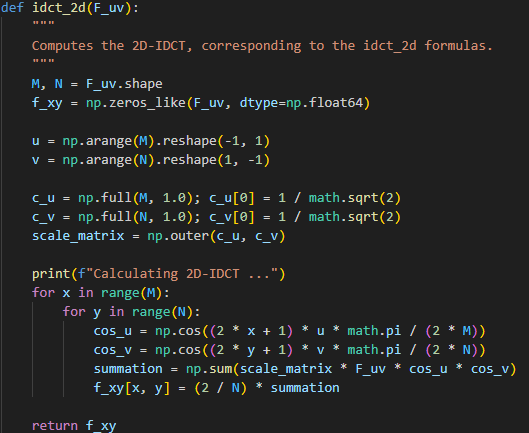 def idct_2d(F_uv):
    """
    Computes the 2D-IDCT, corresponding to the idct_2d formulas.
    """
    M, N = F_uv.shape
    f_xy = np.zeros_like(F_uv, dtype=np.float64)

    u = np.arange(M).reshape(-1, 1)
    v = np.arange(N).reshape(1, -1)

    c_u = np.full(M, 1.0); c_u[0] = 1 / math.sqrt(2)
    c_v = np.full(N, 1.0); c_v[0] = 1 / math.sqrt(2)
    scale_matrix = np.outer(c_u, c_v)

    print(f"Calculating 2D-IDCT ...")
    for x in range(M):
        for y in range(N):
            cos_u = np.cos((2 * x + 1) * u * math.pi / (2 * M))
            cos_v = np.cos((2 * y + 1) * v * math.pi / (2 * N))
            summation = np.sum(scale_matrix * F_uv * cos_u * cos_v)
            f_xy[x, y] = (2 / N) * summation

    return f_xy